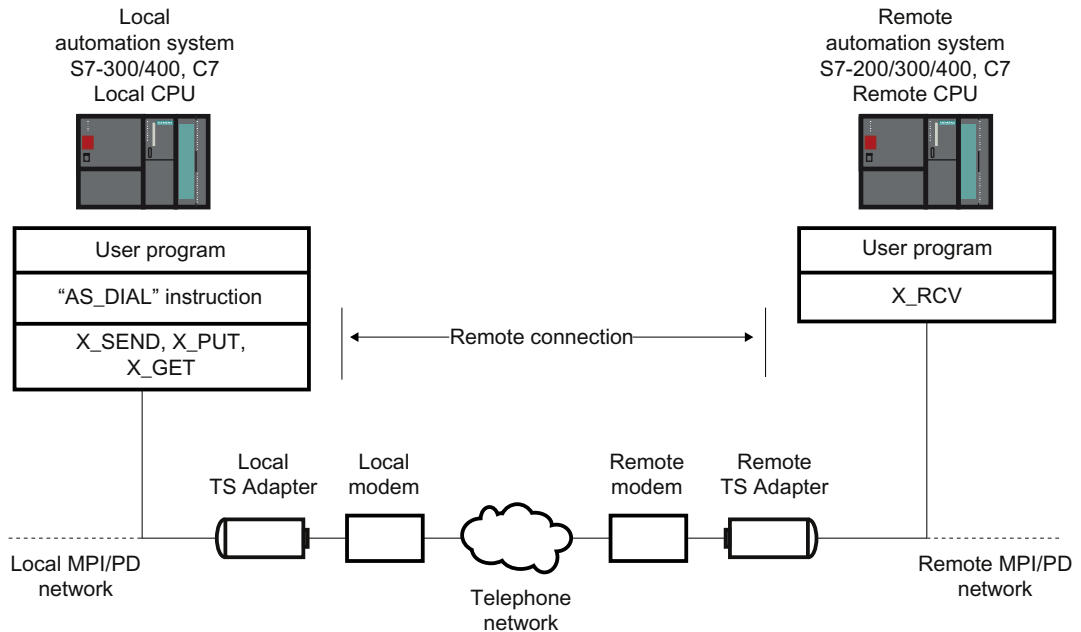 Local
automation system
S7-300/400, C7
Local CPU
Remote
automation system
S7-200/300/400, C7
Remote CPU
SIEMENS
SIEMENS
User program
“AS_DIAL” instruction
X_SEND, X_PUT,
X_GET
Remote connection
User program
X_RCV
Local
TS Adapter
Local
modem
Remote
modem
Remote
TS Adapter
Local MPI/PD
network
Telephone
network
Remote MPI/PD
network